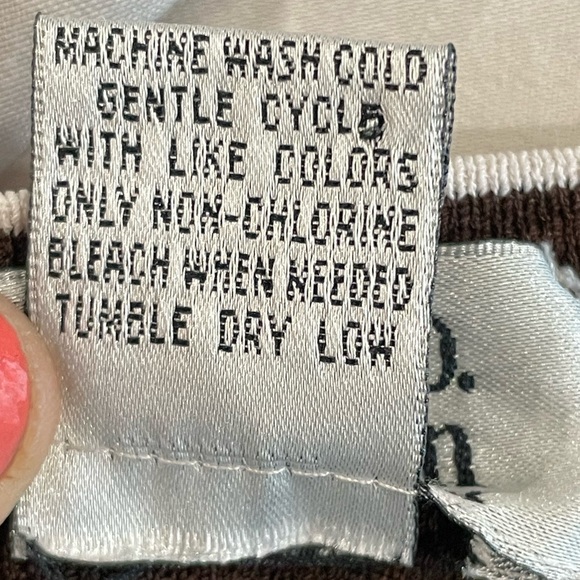 MACHINE WASH COLD
GENTLE CYCLE
WITH LIKE COLORS
ONLY NON-CHLORINE
BLEACH WHEN NEEDED
TUMBLE DRY LOW